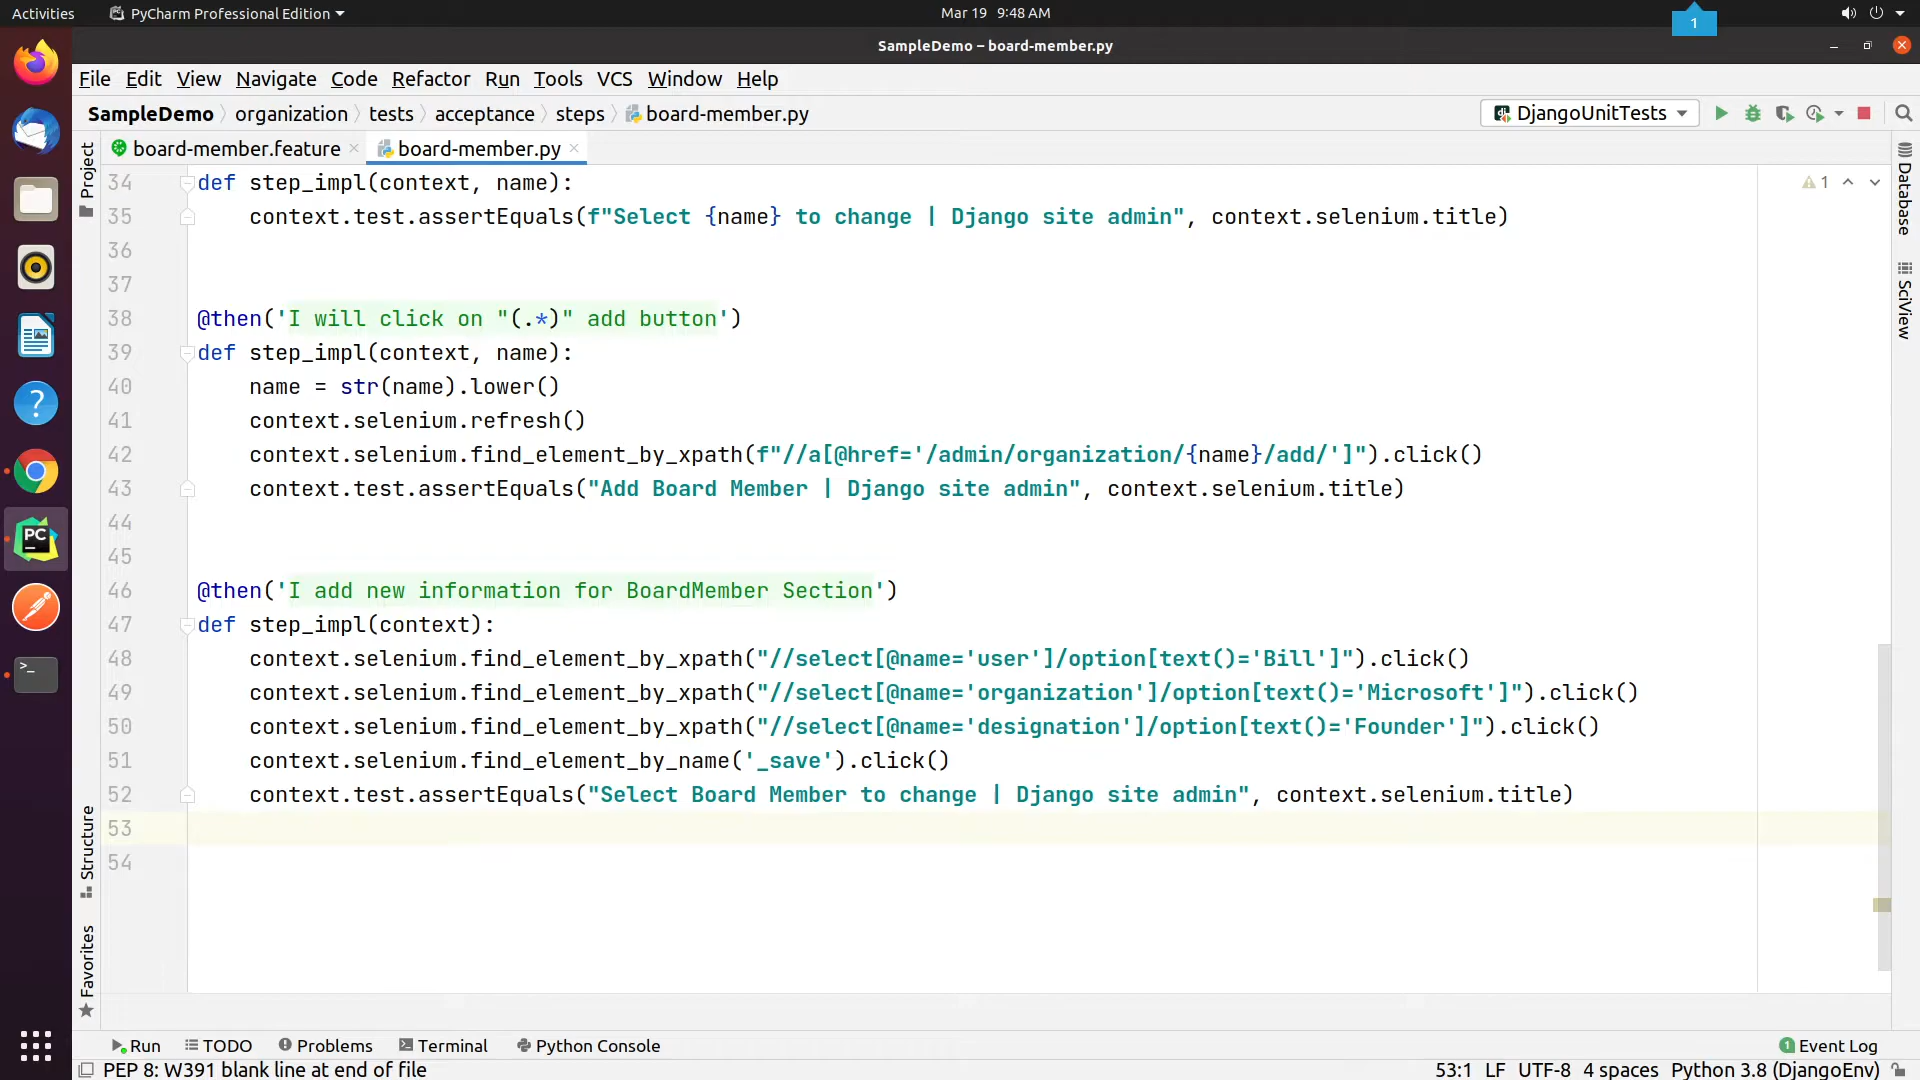 Activities PyCharm Professional Edition Mar 19 9:48 AM 1
SampleDemo – board-member.py
File Edit View Navigate Code Refactor Run Tools VCS Window Help
SampleDemo organization tests acceptance steps board-member.py DjangoUnitTests
Project board-member.feature board-member.py
34 def step_impl(context, name):
35 context.test.assertEquals(f"Select {name} to change | Django site admin", context.selenium.title)
36
37
38 @then('I will click on "(.*)" add button')
39 def step_impl(context, name):
40 name = str(name).lower()
41 context.selenium.refresh()
42 context.selenium.find_element_by_xpath(f"//a[@href='/admin/organization/{name}/add/']").click()
43 context.test.assertEquals("Add Board Member | Django site admin", context.selenium.title)
44
45
46 @then('I add new information for BoardMember Section')
47 def step_impl(context):
48 context.selenium.find_element_by_xpath("//select[@name='user']/option[text()='Bill']").click()
49 context.selenium.find_element_by_xpath("//select[@name='organization']/option[text()='Microsoft']").click()
50 context.selenium.find_element_by_xpath("//select[@name='designation']/option[text()='Founder']").click()
51 context.selenium.find_element_by_name('_save').click()
52 context.test.assertEquals("Select Board Member to change | Django site admin", context.selenium.title)
53
54
1
Database
SciView
Structure
Favorites
PC
Run TODO Problems Terminal Python Console 1 Event Log
PEP 8: W391 blank line at end of file 53:1 LF UTF-8 4 spaces Python 3.8 (DjangoEnv)